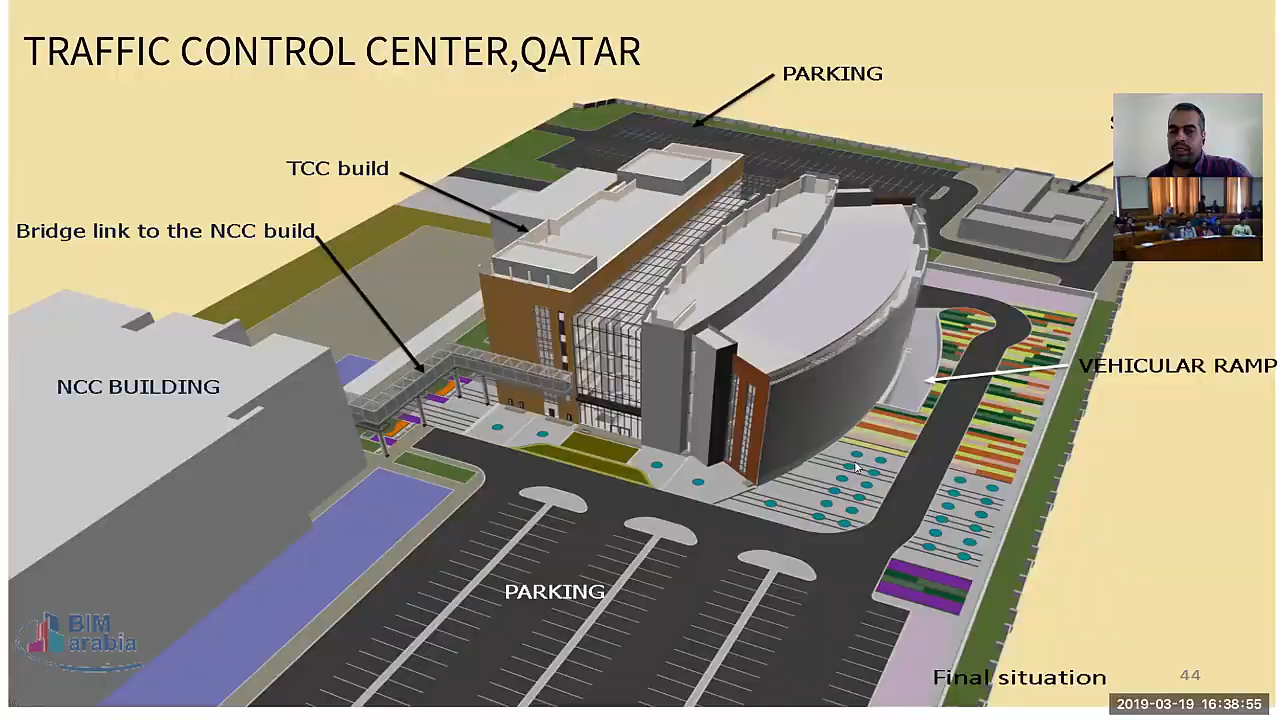 TRAFFIC CONTROL CENTER,QATAR
PARKING
TCC build
Bridge link to the NCC build
NCC BUILDING
VEHICULAR RAMP
PARKING
BIM
arabia
Final situation
44
2019-03-19 16:38:55